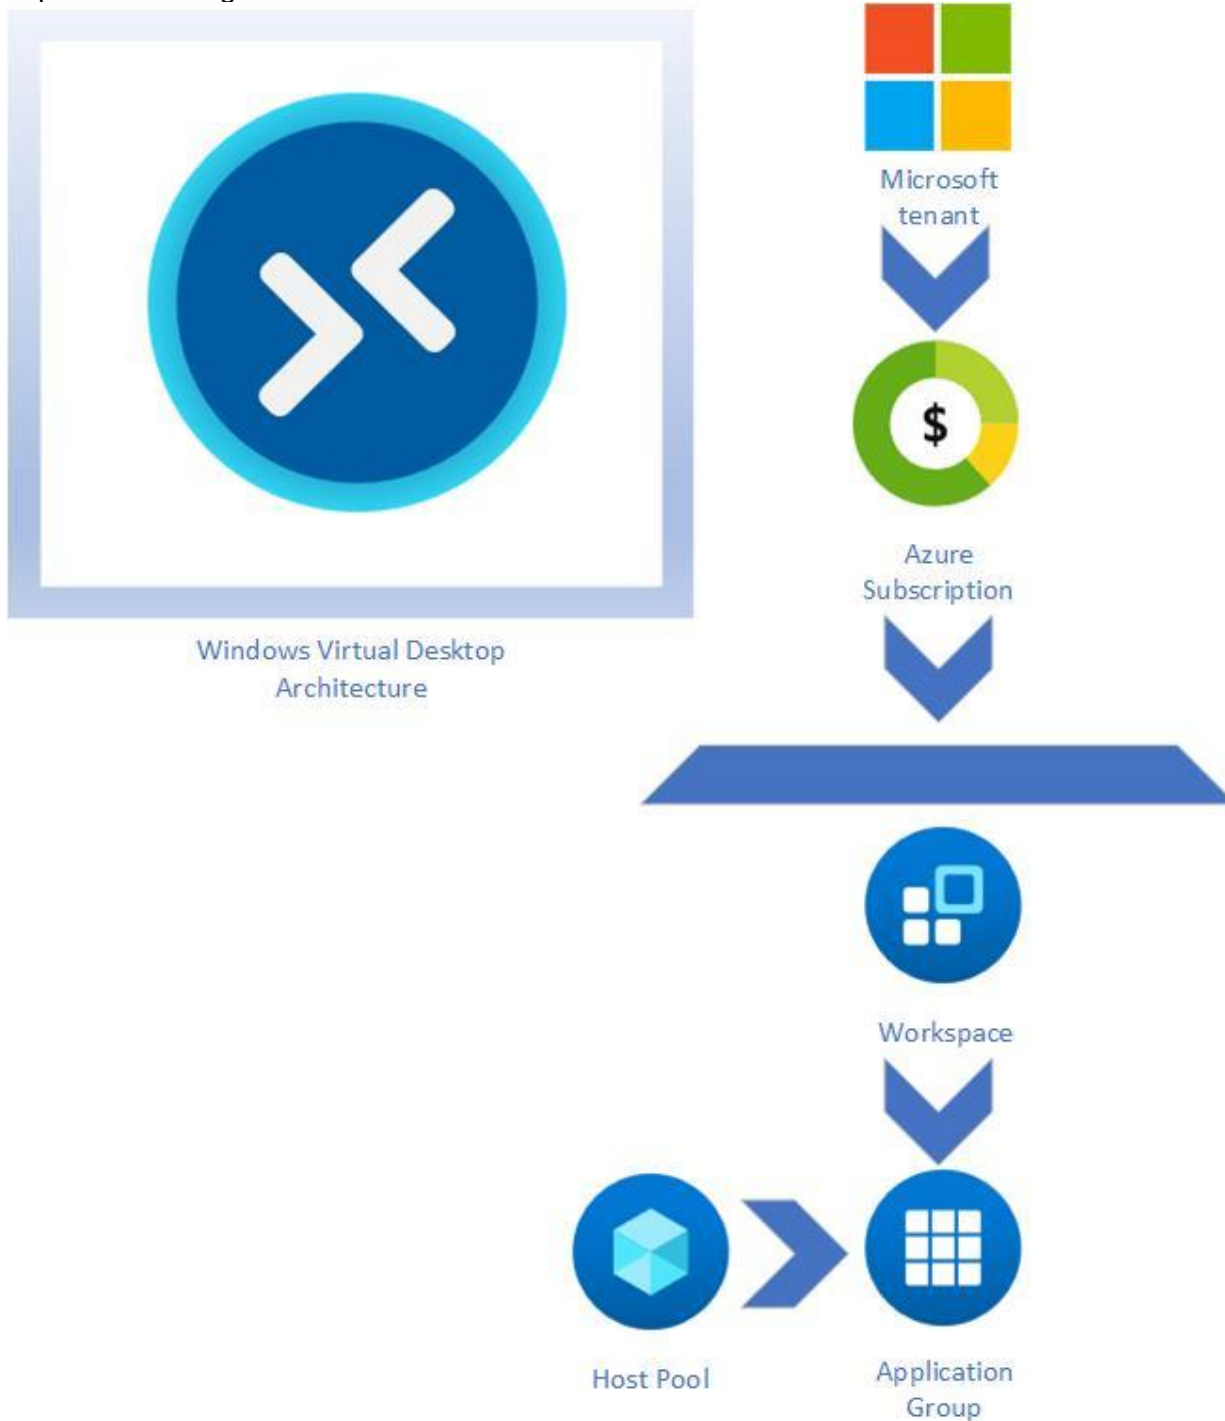 Microsoft
tenant
$
Azure
Subscription
Windows Virtual Desktop
Architecture
Workspace
Host Pool
Application
Group